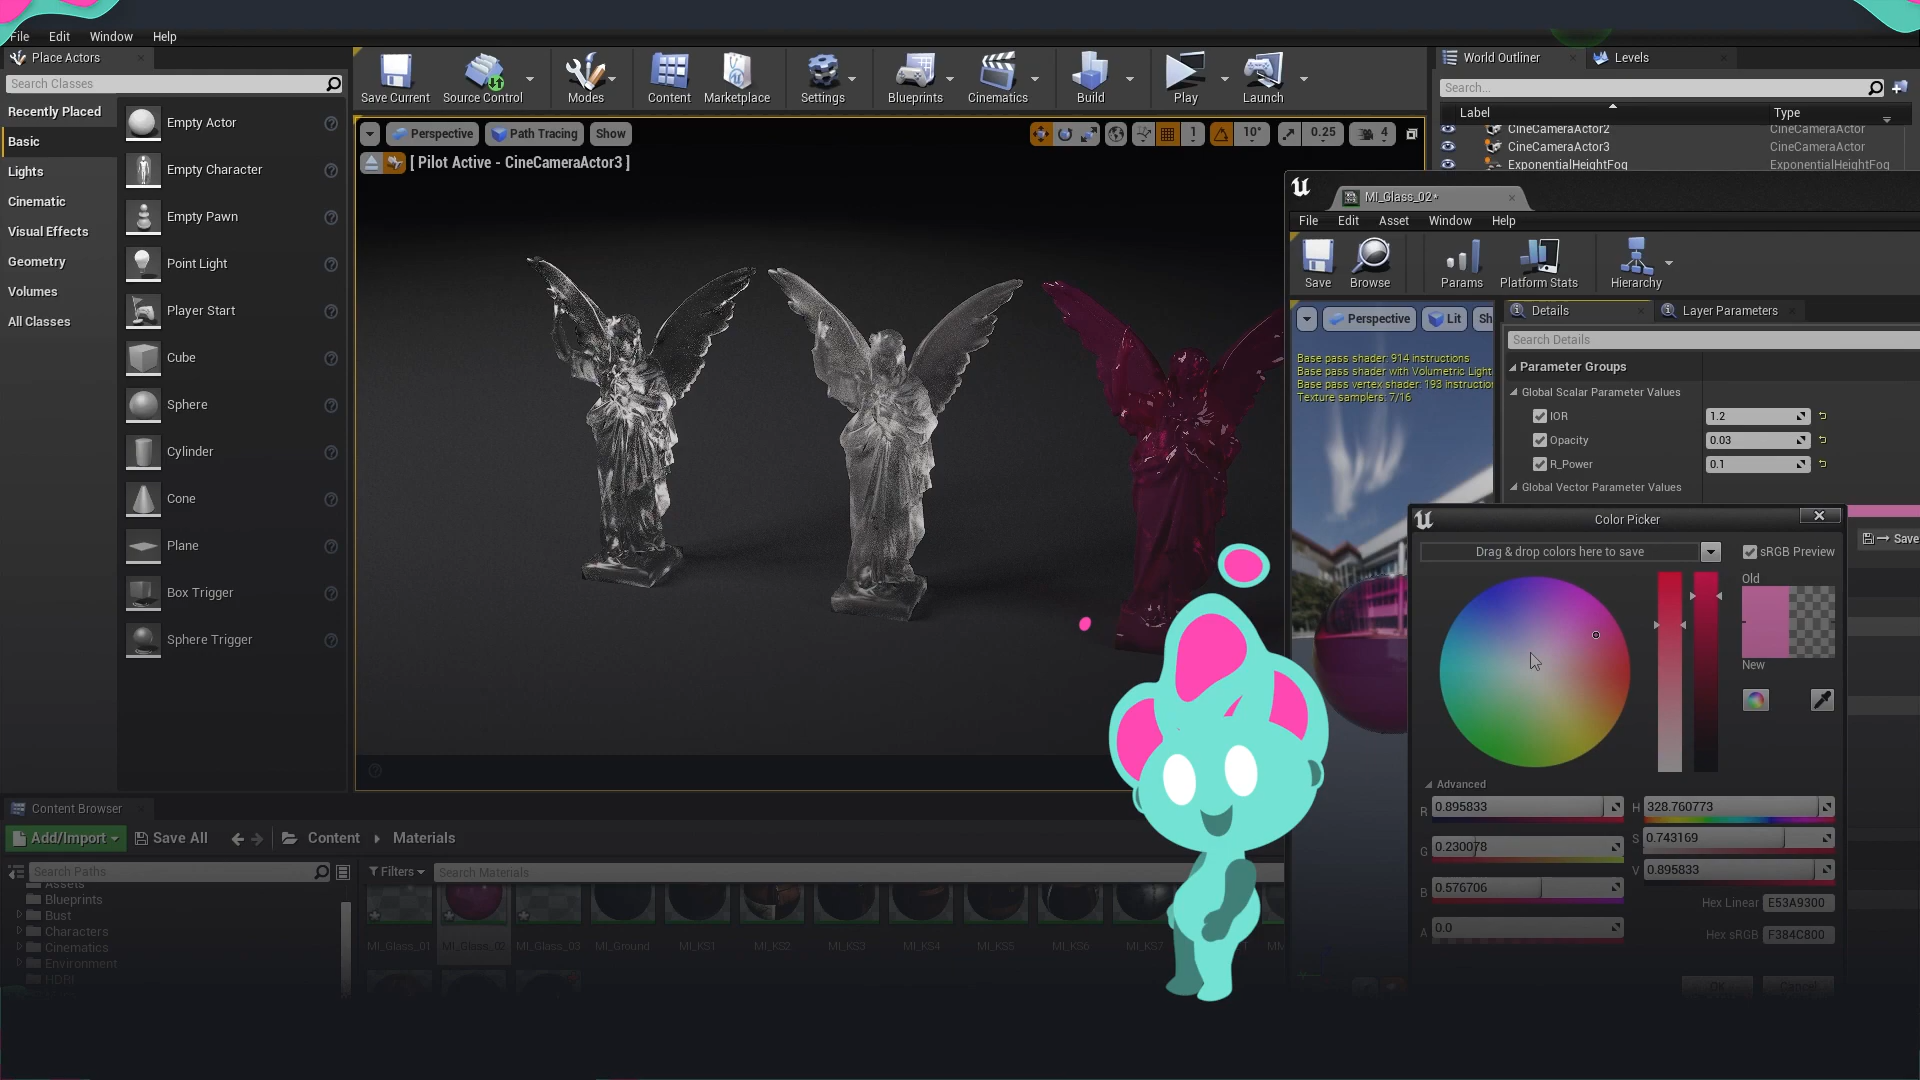 File Edit Window Help
Place Actors
Search Classes
Recently Placed
Basic
Lights
Cinematic
Visual Effects
Geometry
Volumes
All Classes
Empty Actor
Empty Character
Empty Pawn
Point Light
Player Start
Cube
Sphere
Cylinder
Cone
Plane
Box Trigger
Sphere Trigger
Save Current Source Control Modes Content Marketplace Settings Blueprints Cinematics Build Play Launch
Perspective Path Tracing Show
1 10° 0.25 4
[ Pilot Active - CineCameraActor3 ]
World Outliner Levels
Search...
Label Type
CineCameraActor2 CineCameraActor
CineCameraActor3 CineCameraActor
ExponentialHeightFog ExponentialHeightFog
MI_Glass_02*
File Edit Asset Window Help
Save Browse Params Platform Stats Hierarchy
Perspective Lit Sh
Base pass shader: 914 instructions
Base pass shader with Volumetric Light
Base pass vertex shader: 193 instructio
Texture samplers: 7/16
Details Layer Parameters
Search Details
Parameter Groups
Global Scalar Parameter Values
IOR 1.2
Opacity 0.03
R_Power 0.1
Global Vector Parameter Values
Save
Color Picker
Drag & drop colors here to save
sRGB Preview
Old
New
Advanced
R 0.895833 H 328.760773
G 0.230078 S 0.743169
B 0.576706 V 0.895833
Hex Linear E53A9300
A 0.0
Hex sRGB F384C800
OK Cancel
Content Browser
Add/Import Save All Content Materials
Search Paths
Filters Search Materials
Assets
Blueprints
Bust
Characters
Cinematics
Environment
HDRI
MI_Glass_01 MI_Glass_02 MI_Glass_03 MI_Ground MI_KS1 MI_KS2 MI_KS3 MI_KS4 MI_KS5 MI_KS6 MI_KS7